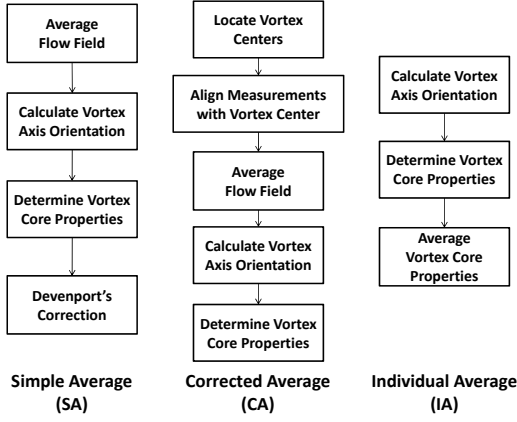 Average
Flow Field
Calculate Vortex
Axis Orientation
Determine Vortex
Core Properties
Devenport's
Correction
Simple Average
(SA)
Locate Vortex
Centers
Align Measurements
with Vortex Center
Average
Flow Field
Calculate Vortex
Axis Orientation
Determine Vortex
Core Properties
Corrected Average
(CA)
Calculate Vortex
Axis Orientation
Determine Vortex
Core Properties
Average
Vortex Core
Properties
Individual Average
(IA)